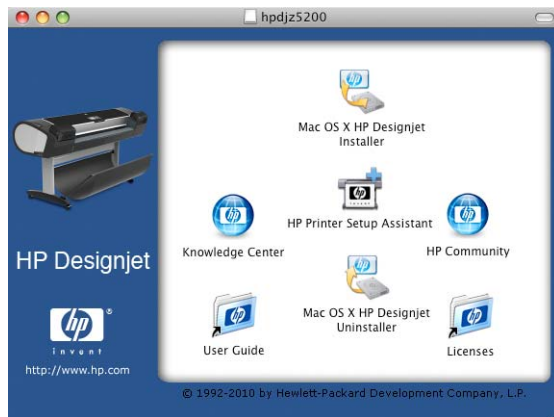 hpdjz5200
Mac OS X HP Designjet
Installer
HP Printer Setup Assistant
Knowledge Center
HP Community
Mac OS X HP Designjet
Uninstaller
User Guide
Licenses
HP Designjet
hp
®
invent
http://www.hp.com
© 1992-2010 by Hewlett-Packard Development Company, L.P.